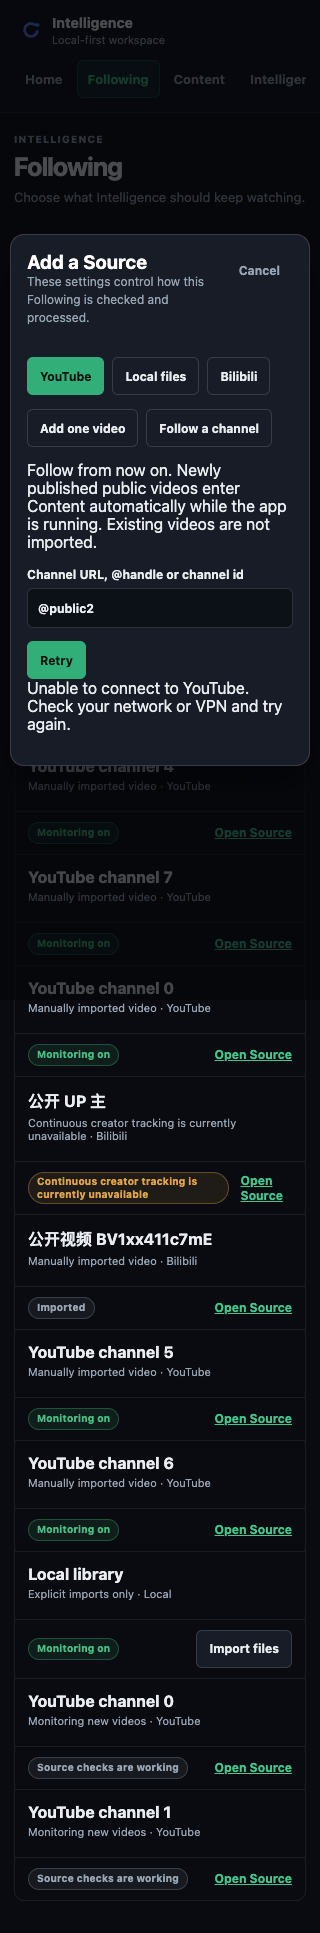 Intelligence
Local-first workspace
Home Following Content Intelliger
INTELLIGENCE
Following
Choose what Intelligence should keep watching.
Add a Source
Cancel
These settings control how this
Following is checked and
processed.
YouTube Local files Bilibili
Add one video Follow a channel
Follow from now on. Newly
published public videos enter
Content automatically while the app
is running. Existing videos are not
imported.
Channel URL, @handle or channel id
@public2
Retry
Unable to connect to YouTube.
Check your network or VPN and try
again.
YouTube channel 4
Manually imported video · YouTube
Monitoring on Open Source
YouTube channel 7
Manually imported video · YouTube
Monitoring on Open Source
YouTube channel 0
Manually imported video · YouTube
Monitoring on Open Source
公开 UP 主
Continuous creator tracking is currently
unavailable · Bilibili
Continuous creator tracking is
currently unavailable
Open
Source
公开视频 BV1xx411c7mE
Manually imported video · Bilibili
Imported Open Source
YouTube channel 5
Manually imported video · YouTube
Monitoring on Open Source
YouTube channel 6
Manually imported video · YouTube
Monitoring on Open Source
Local library
Explicit imports only · Local
Monitoring on Import files
YouTube channel 0
Monitoring new videos · YouTube
Source checks are working Open Source
YouTube channel 1
Monitoring new videos · YouTube
Source checks are working Open Source